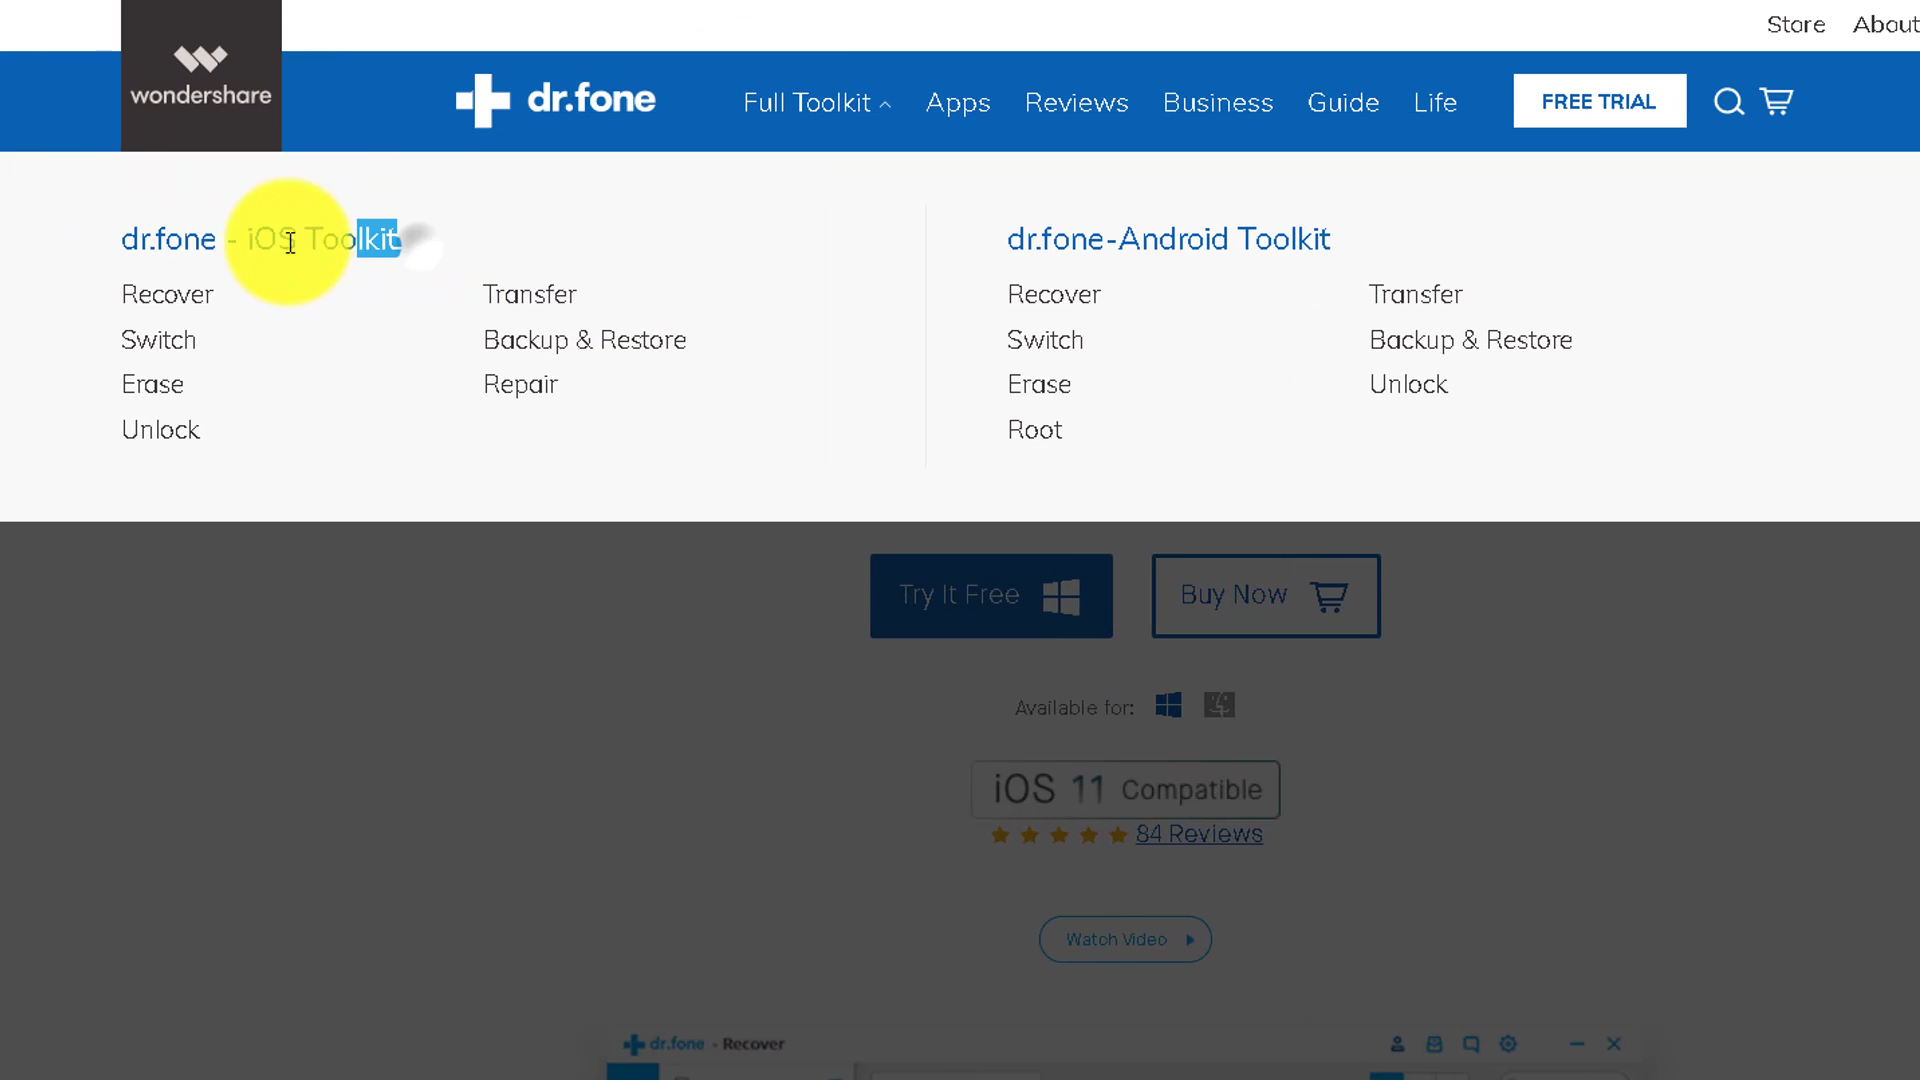 Store About
wondershare
dr.fone Full Toolkit Apps Reviews Business Guide Life FREE TRIAL
dr.fone - iOS Toolkit
Recover Transfer
Switch Backup & Restore
Erase Repair
Unlock
dr.fone-Android Toolkit
Recover Transfer
Switch Backup & Restore
Erase Unlock
Root
Try It Free Buy Now
Available for:
iOS 11 Compatible
84 Reviews
Watch Video
dr.fone - Recover